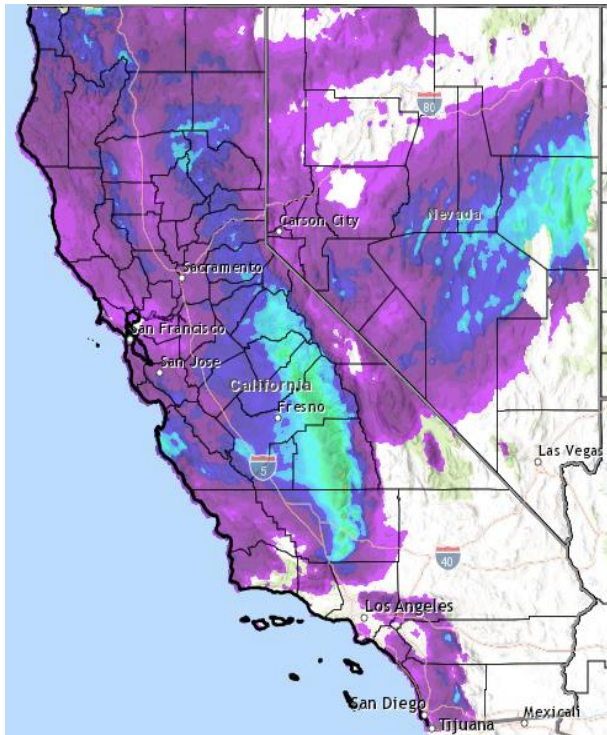 80
Nevada
Carson City
Sacramento
San Francisco
San Jose
California
Fresno
5
Las Vegas
40
Los Angeles
San Diego
Mexicali
Tijuana